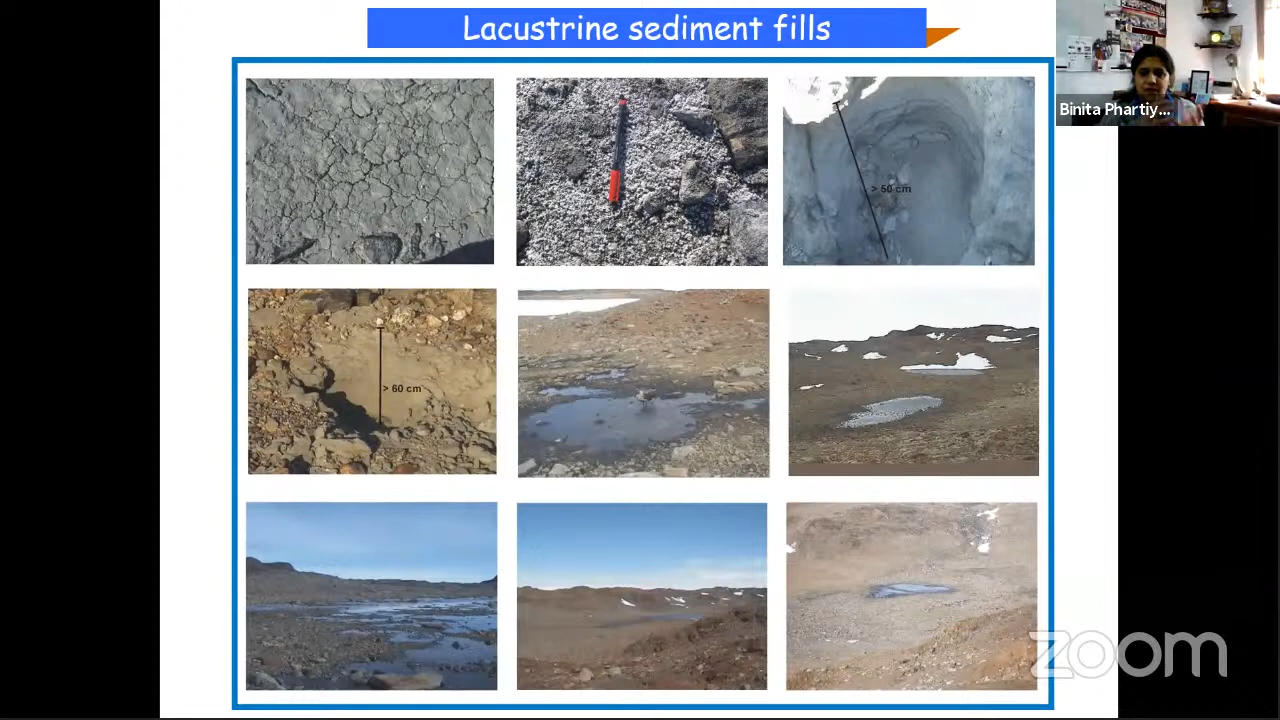 Lacustrine sediment fills
Binita Phartiy...
> 50 cm
> 60 cm
zoom